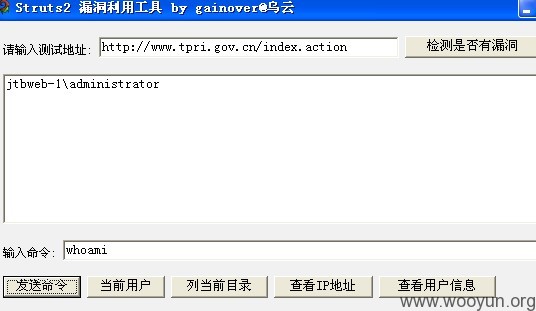 Struts2 漏洞利用工具 by gainover@乌云
请输入测试地址: http://www.tpri.gov.cn/index.action 检测是否有漏洞
jtbweb-1\administrator
输入命令: whoami
发送命令 当前用户 列当前目录 查看IP地址 查看用户信息
www.wooyun.org